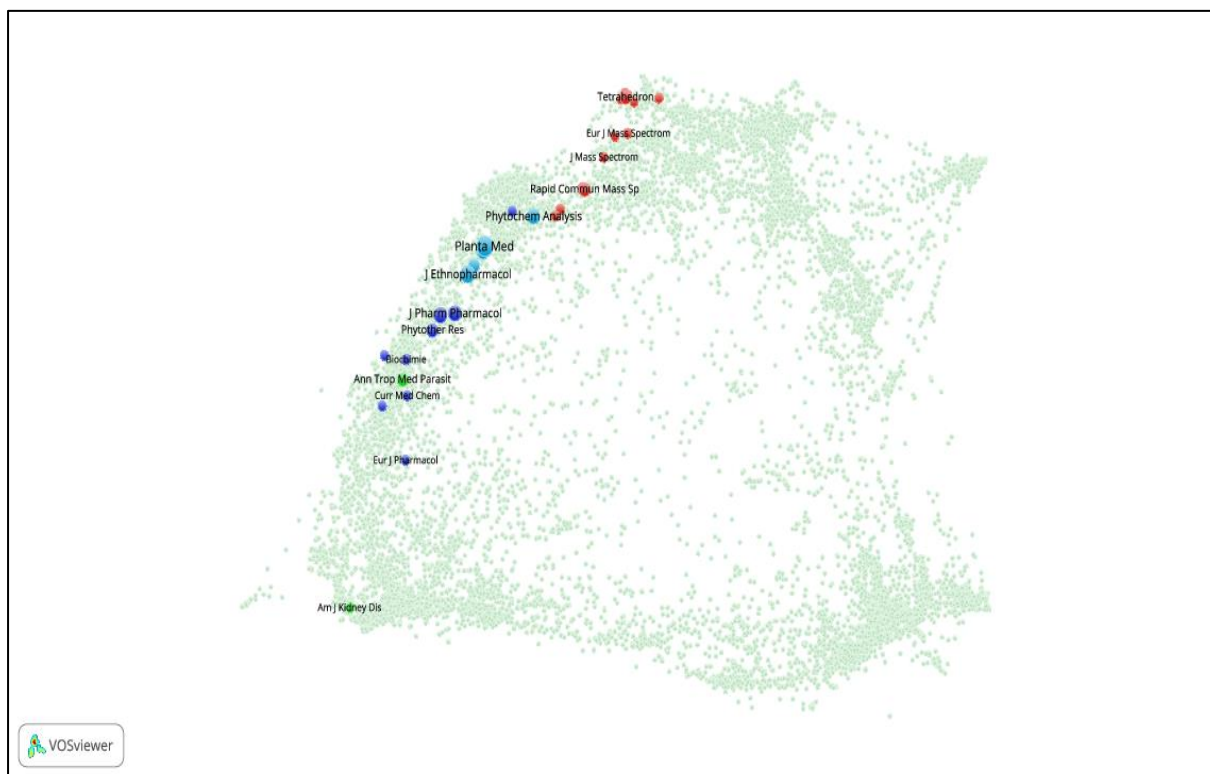 Tetrahedron
Eur J Mass Spectrom
J Mass Spectrom
Rapid Commun Mass Sp
Phytochem Analysis
Planta Med
J Ethnopharmacol
J Pharm Pharmacol
Phytother Res
Biochimie
Ann Trop Med Parasit
Curr Med Chem
Eur J Pharmacol
Am J Kidney Dis
VOSviewer